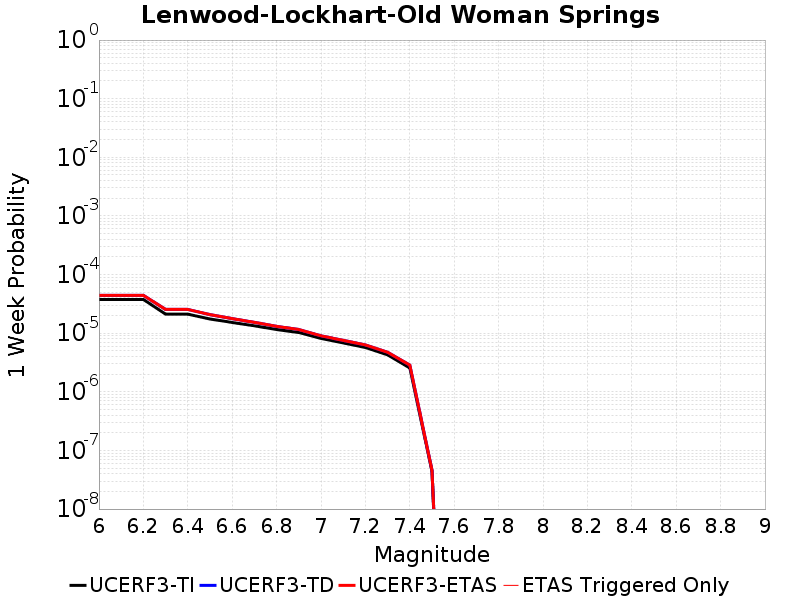 Lenwood-Lockhart-Old Woman Springs
10^0
10^-1
10^-2
10^-3
10^-4
10^-5
10^-6
10^-7
10^-8
1 Week Probability
6 6.2 6.4 6.6 6.8 7 7.2 7.4 7.6 7.8 8 8.2 8.4 8.6 8.8 9
Magnitude
UCERF3-TI UCERF3-TD UCERF3-ETAS ETAS Triggered Only